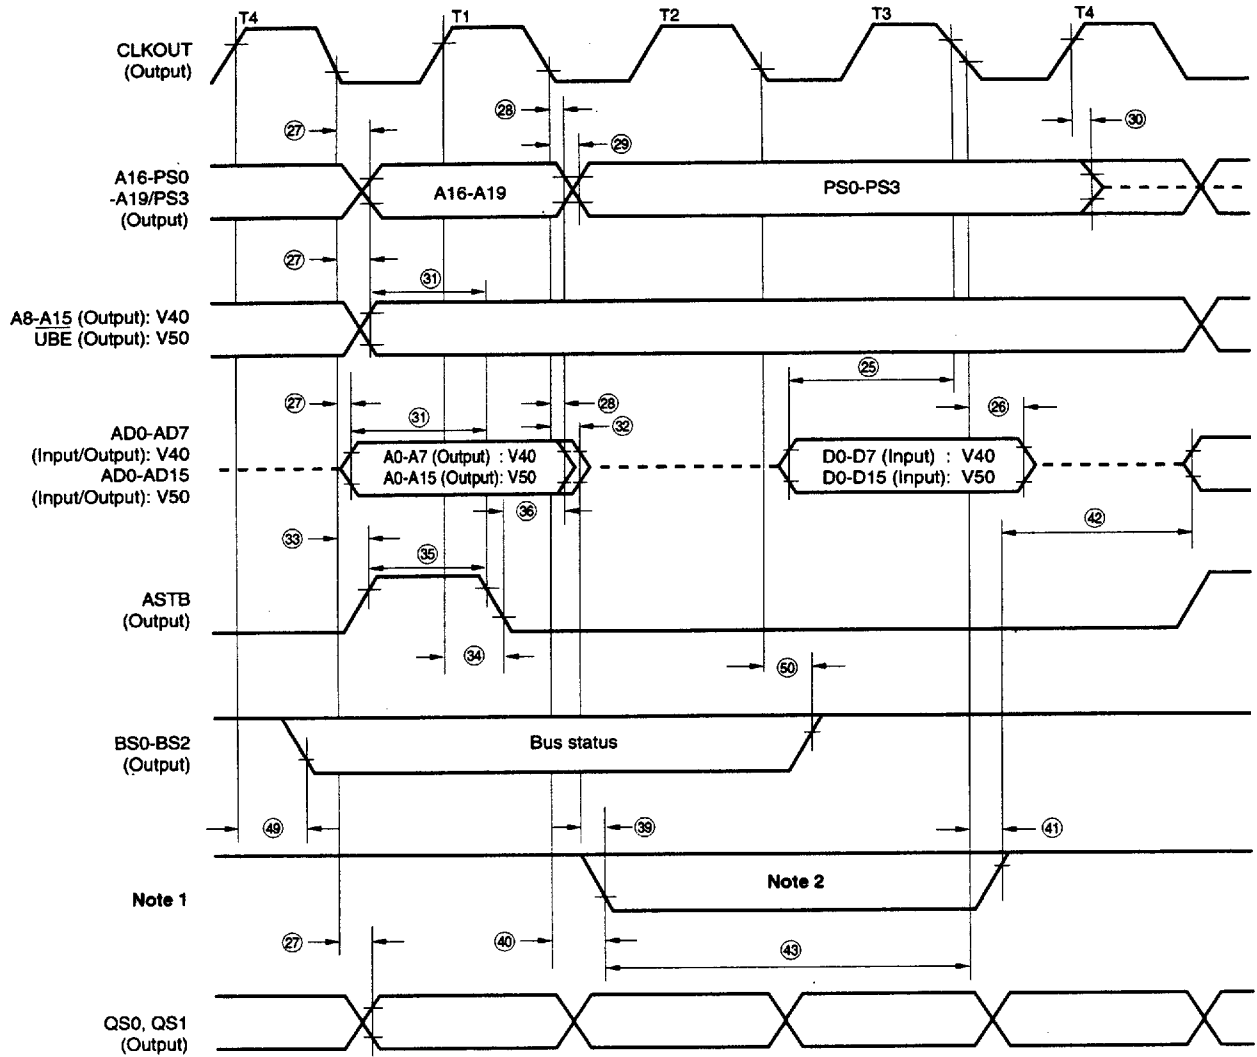 T4 T1 T2 T3 T4
CLKOUT
(Output)
28
27 30
29
A16-PS0
-A19/PS3
(Output)
A16-A19 PS0-PS3
27
31
A8-A15 (Output): V40
UBE (Output): V50
25
27 28 26
31
32
AD0-AD7
(Input/Output): V40
AD0-AD15
(Input/Output): V50
A0-A7 (Output) : V40
A0-A15 (Output): V50
D0-D7 (Input) : V40
D0-D15 (Input): V50
36 42
33
35
ASTB
(Output)
34 50
BS0-BS2
(Output)
Bus status
49 39 41
Note 1
Note 2
27 40 43
QS0, QS1
(Output)